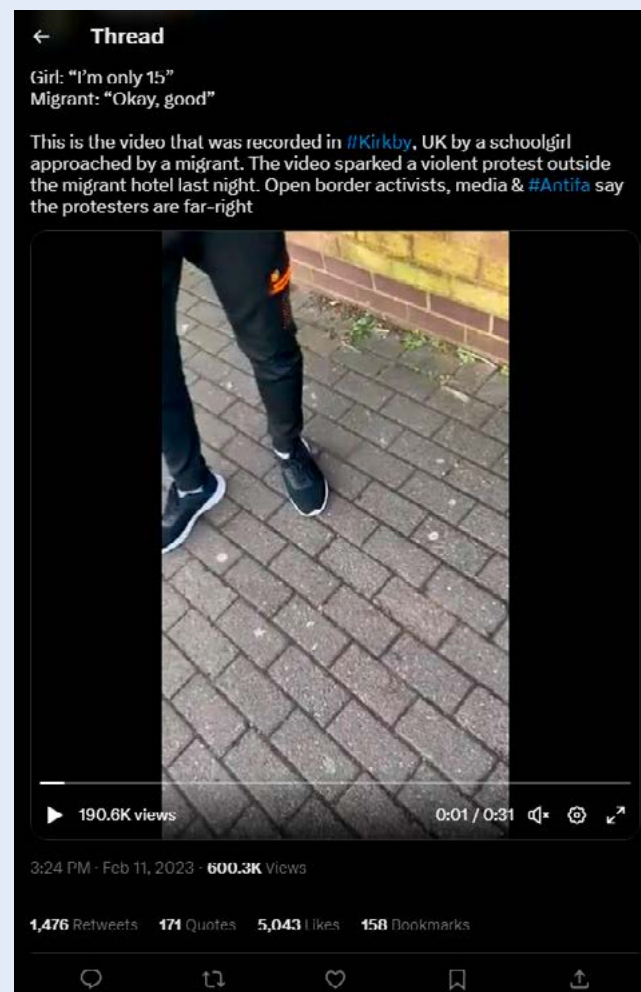 Thread
Girl: “I’m only 15”
Migrant: “Okay, good”
This is the video that was recorded in #Kirkby, UK by a schoolgirl
approached by a migrant. The video sparked a violent protest outside
the migrant hotel last night. Open border activists, media & #Antifa say
the protesters are far-right
190.6K views
0:01 / 0:31
3:24 PM · Feb 11, 2023 · 600.3K Views
1,476 Retweets 171 Quotes 5,043 Likes 158 Bookmarks